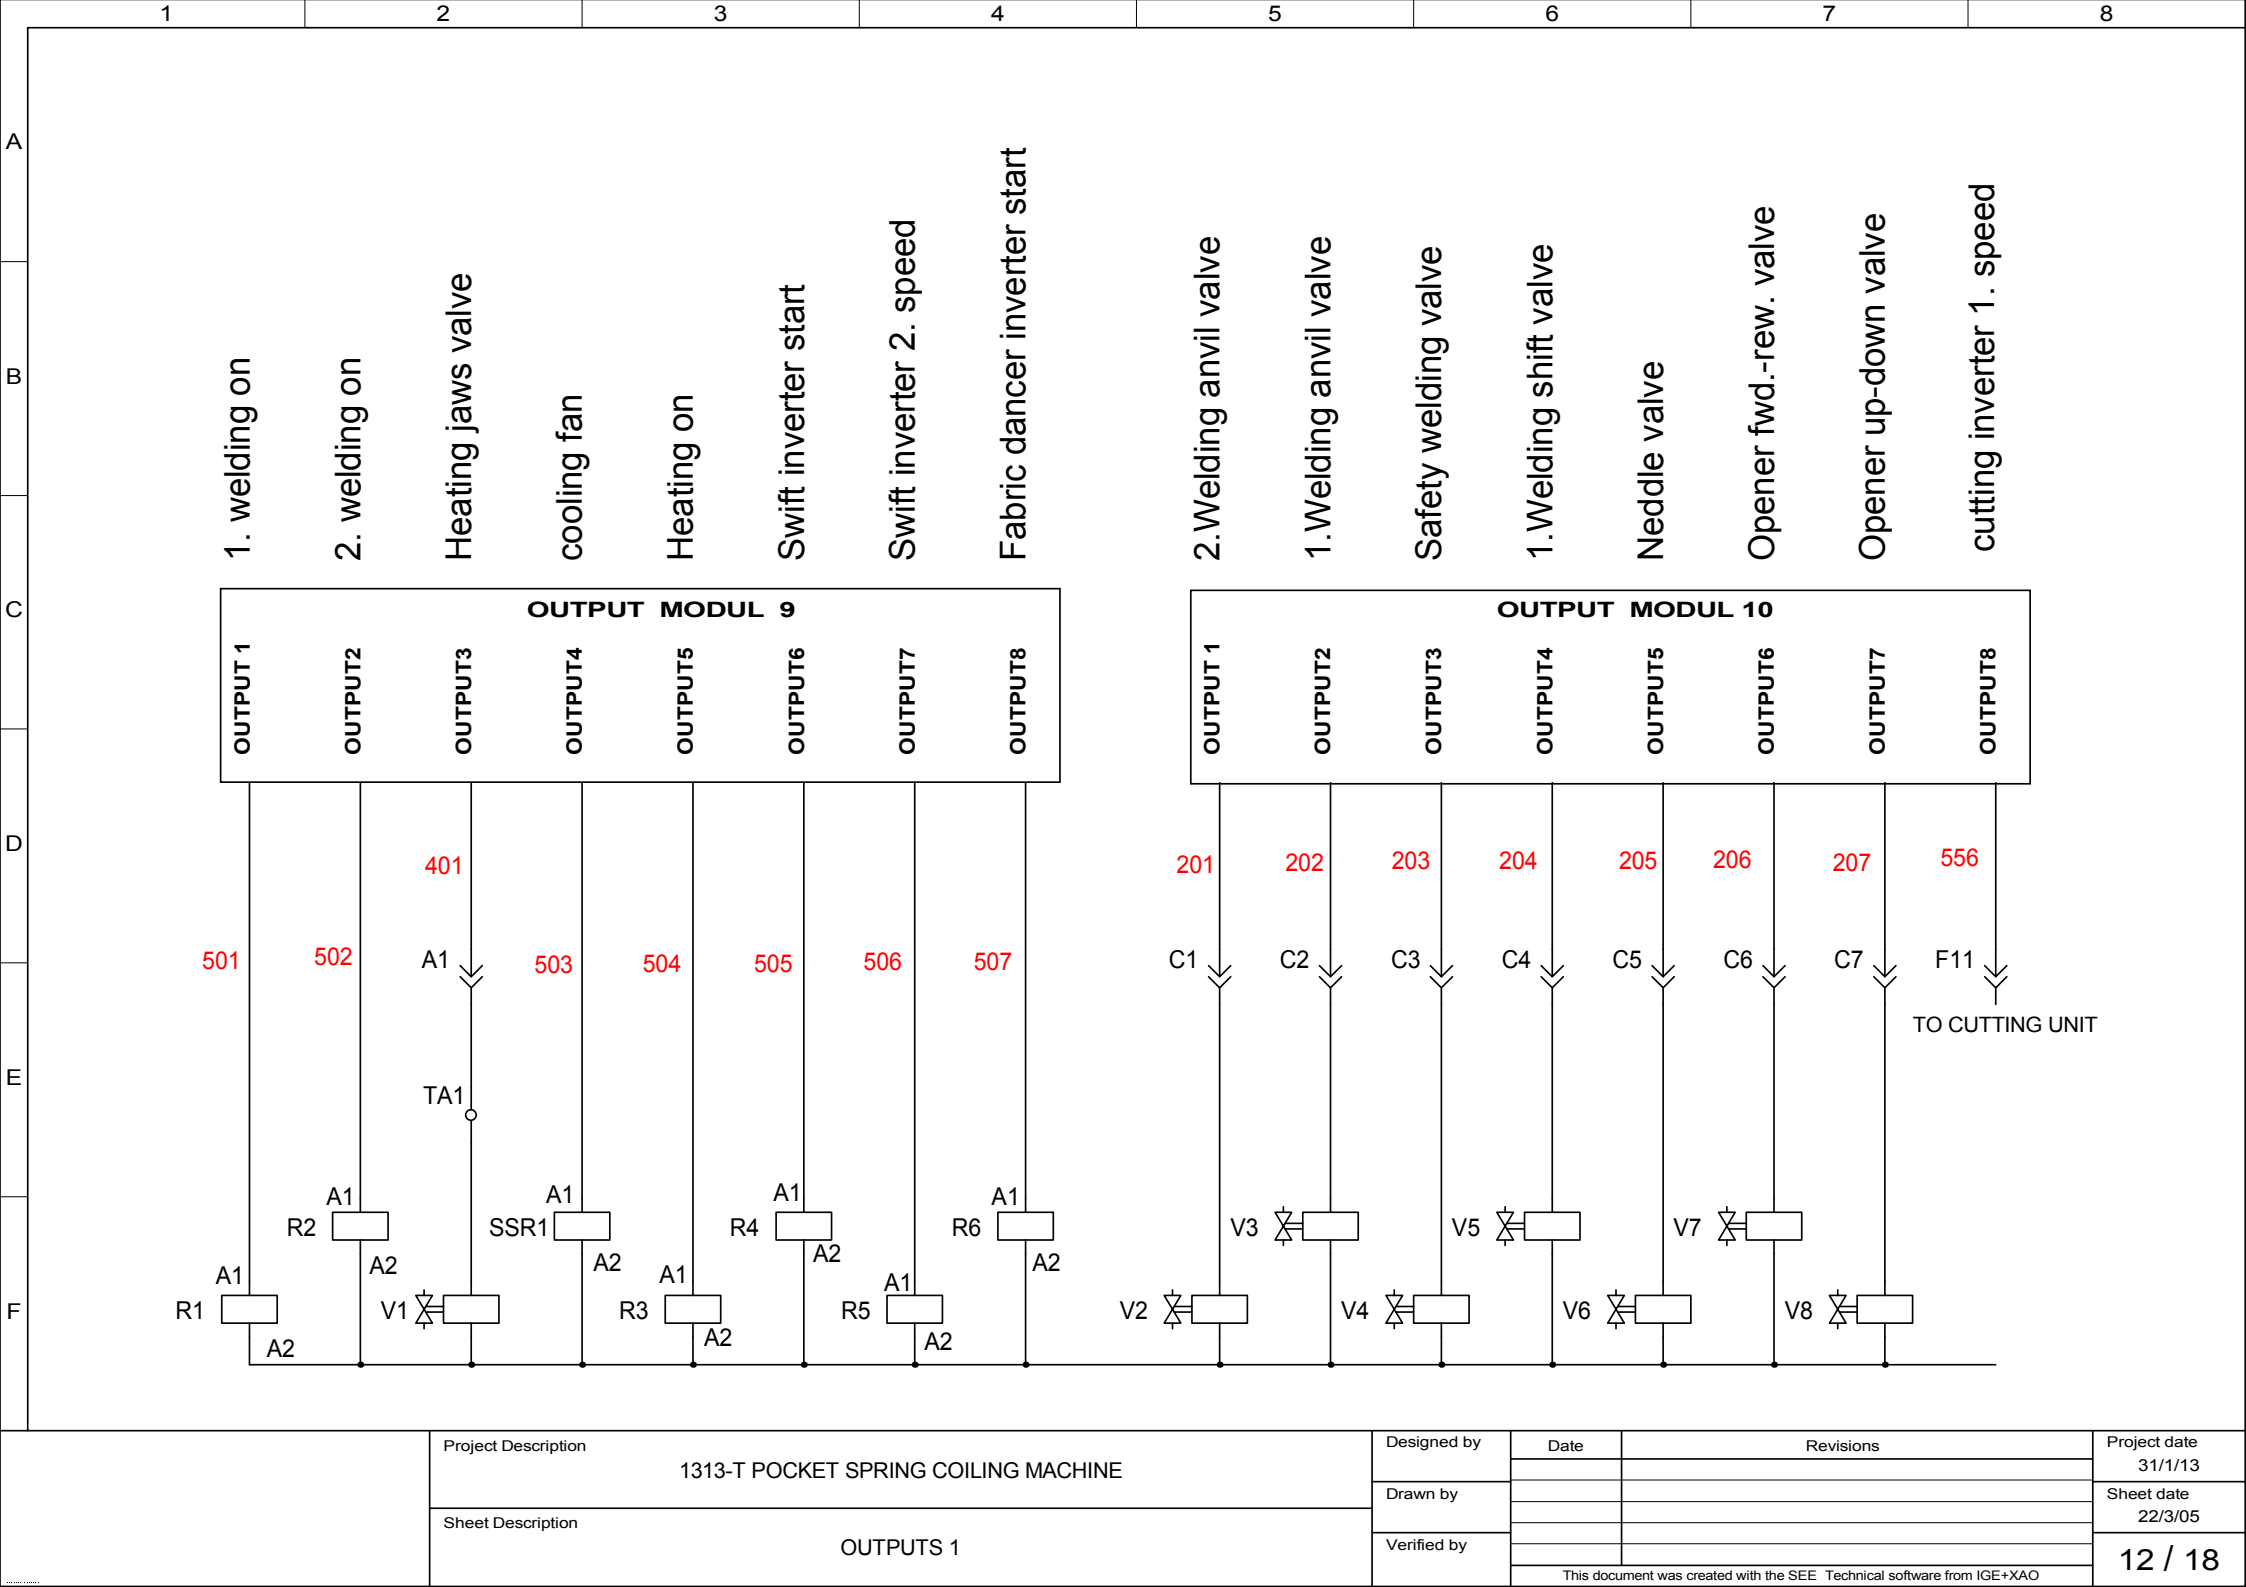 1 2 3 4 5 6 7 8
A
B
C
D
E
F
1. welding on
2. welding on
Heating jaws valve
cooling fan
Heating on
Swift inverter start
Swift inverter 2. speed
Fabric dancer inverter start
2.Welding anvil valve
1.Welding anvil valve
Safety welding valve
1.Welding shift valve
Neddle valve
Opener fwd.-rew. valve
Opener up-down valve
cutting inverter 1. speed
OUTPUT MODUL 9
OUTPUT 1
OUTPUT2
OUTPUT3
OUTPUT4
OUTPUT5
OUTPUT6
OUTPUT7
OUTPUT8
OUTPUT MODUL 10
OUTPUT 1
OUTPUT2
OUTPUT3
OUTPUT4
OUTPUT5
OUTPUT6
OUTPUT7
OUTPUT8
401 201 202 203 204 205 206 207 556
501 502 A1 503 504 505 506 507 C1 C2 C3 C4 C5 C6 C7 F11
TO CUTTING UNIT
TA1
A1 A1 A1 A1
R2 SSR1 R4 R6 V3 V5 V7
A2 A2 A2 A2
A1 A1 A1
R1 V1 R3 R5 V2 V4 V6 V8
A2 A2 A2
Project Description
1313-T POCKET SPRING COILING MACHINE
Sheet Description
OUTPUTS 1
Designed by
Drawn by
Verified by
Date Revisions
This document was created with the SEE Technical software from IGE+XAO
Project date
31/1/13
Sheet date
22/3/05
12 / 18